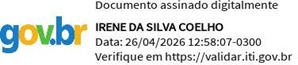 Documento assinado digitalmente
gov.br
IRENE DA SILVA COELHO
Data: 26/04/2026 12:58:07-0300
Verifique em https://validar.iti.gov.br